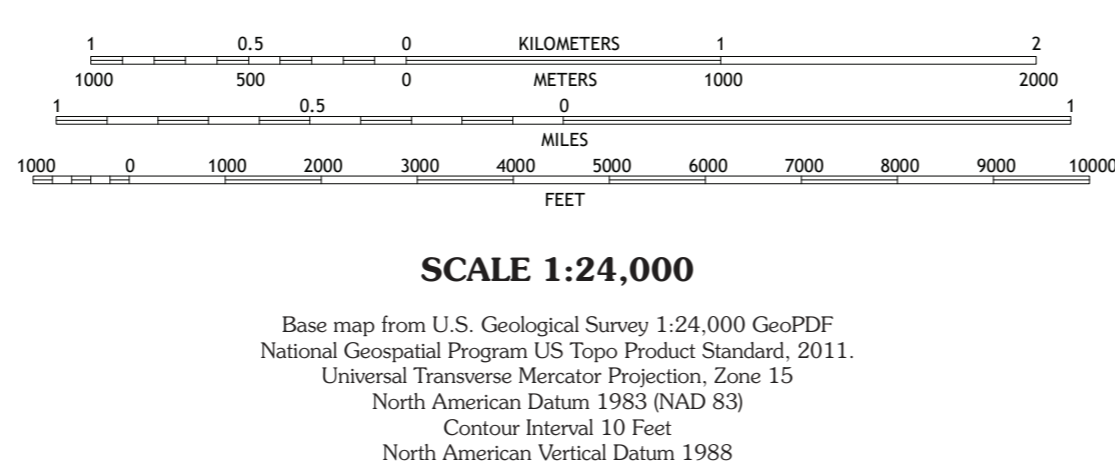 1 0.5 0 KILOMETERS 1 2
1000 500 0 METERS 1000 2000
1 0.5 0 1
MILES
1000 0 1000 2000 3000 4000 5000 6000 7000 8000 9000 10000
FEET
SCALE 1:24,000
Base map from U.S. Geological Survey 1:24,000 GeoPDF
National Geospatial Program US Topo Product Standard, 2011.
Universal Transverse Mercator Projection, Zone 15
North American Datum 1983 (NAD 83)
Contour Interval 10 Feet
North American Vertical Datum 1988